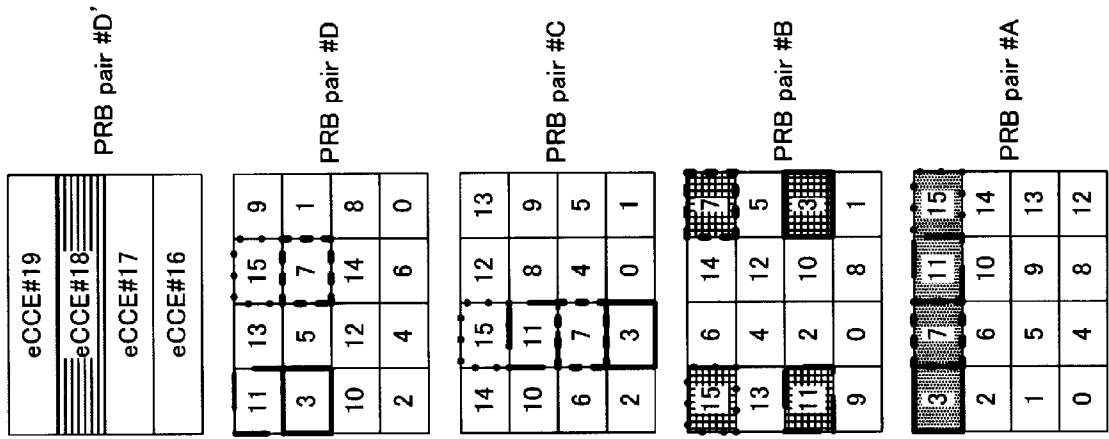 eCCE#19
eCCE#18
eCCE#17
eCCE#16
PRB pair #D'
11 13 15 9
3 5 7 1
10 12 14 8
2 4 6 0
PRB pair #D
14 15 12 13
10 11 8 9
6 7 4 5
2 3 0 1
PRB pair #C
15 6 14 7
13 4 12 5
11 2 10 3
9 0 8 1
PRB pair #B
3 7 11 15
2 6 10 14
1 5 9 13
0 4 8 12
PRB pair #A